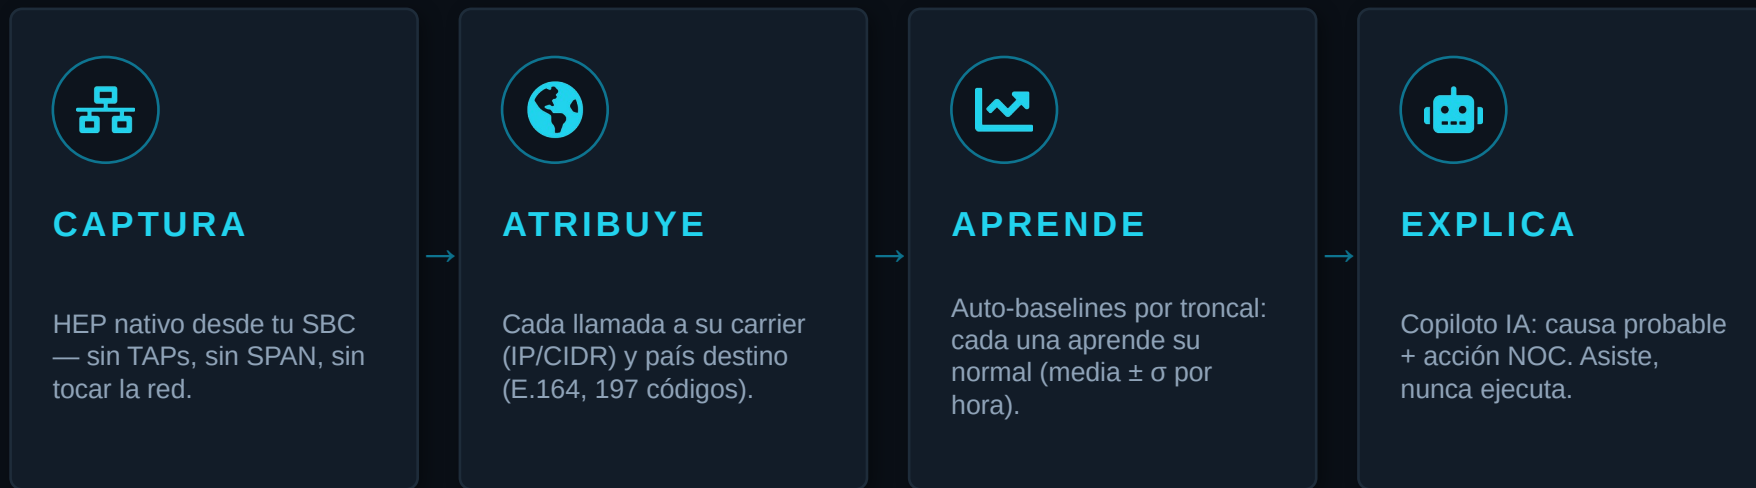 CAPTURA
HEP nativo desde tu SBC
— sin TAPs, sin SPAN, sin
tocar la red.
→
ATRIBUYE
Cada llamada a su carrier
(IP/CIDR) y país destino
(E.164, 197 códigos).
→
APRENDE
Auto-baselines por troncal:
cada una aprende su
normal (media ± σ por
hora).
→
EXPLICA
Copiloto IA: causa probable
+ acción NOC. Asiste,
nunca ejecuta.